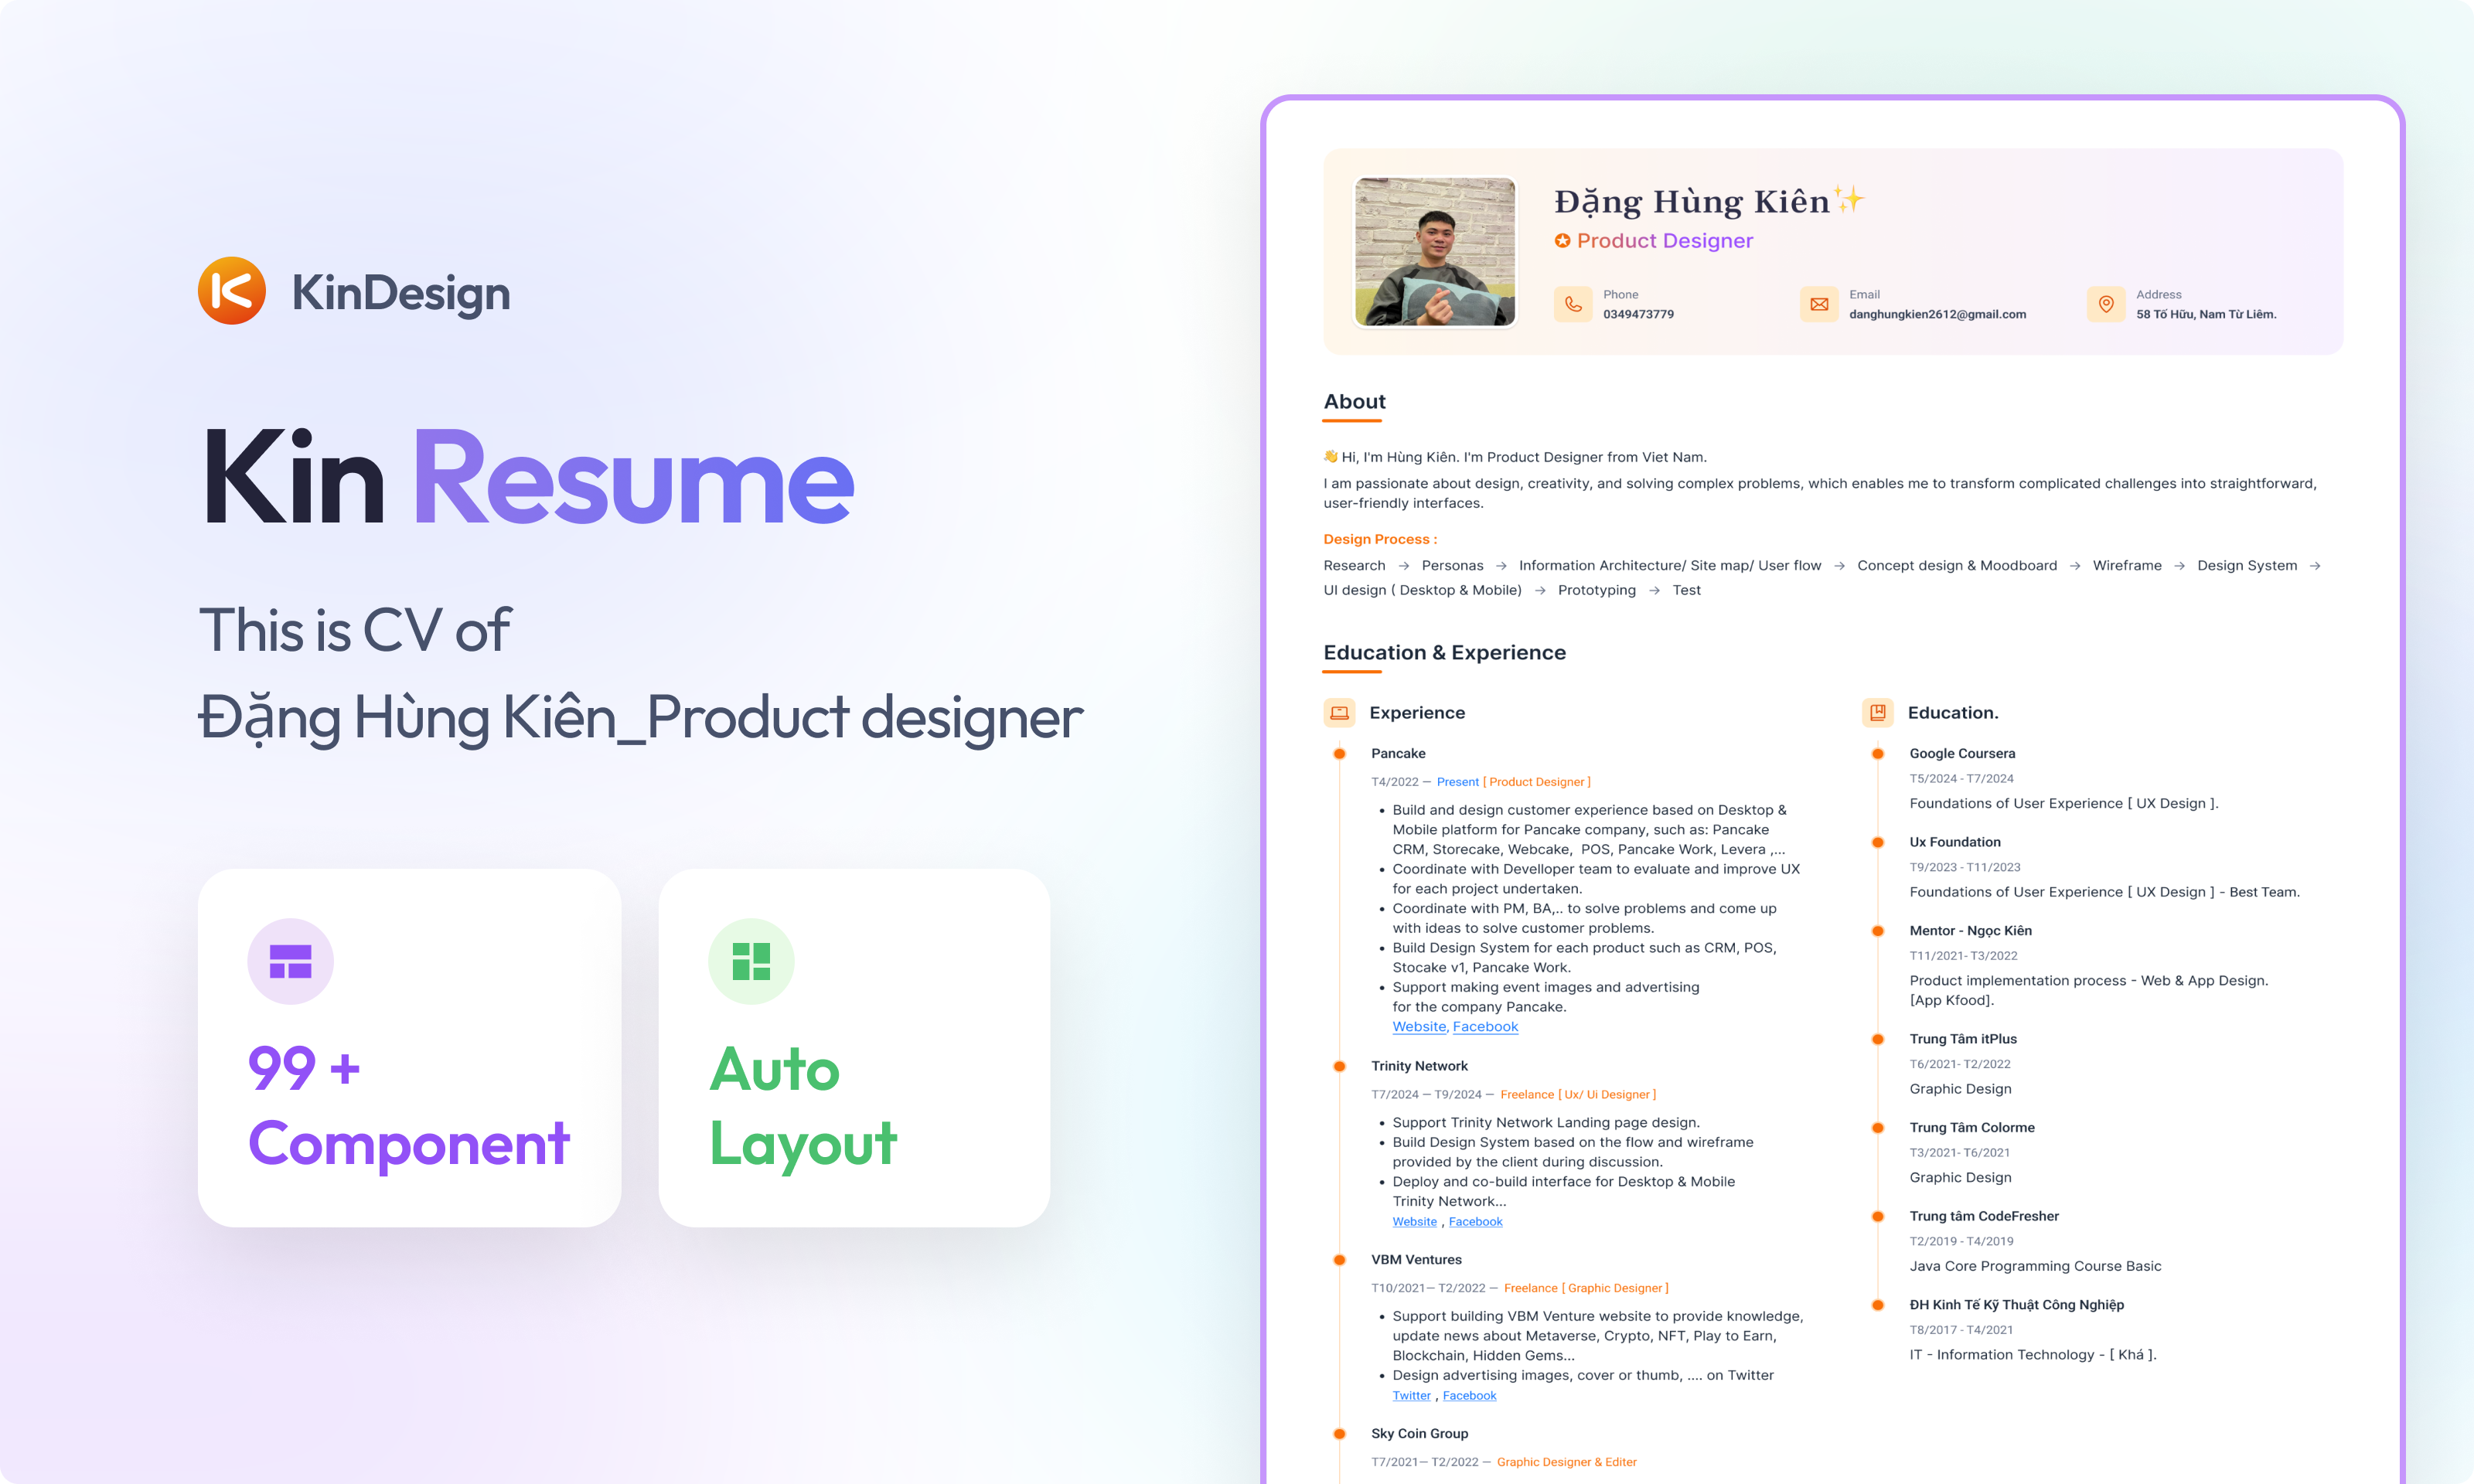 KinDesign
Kin Resume
This is CV of
Đặng Hùng Kiên_Product designer
99 +
Component
Auto
Layout
Đặng Hùng Kiên✨
Product Designer
Phone
0349473779
Email
danghungkien2612@gmail.com
Address
58 Tố Hữu, Nam Từ Liêm.
About
👋 Hi, I'm Hùng Kiên. I'm Product Designer from Viet Nam.
I am passionate about design, creativity, and solving complex problems, which enables me to transform complicated challenges into straightforward,
user-friendly interfaces.
Design Process :
Research → Personas → Information Architecture/ Site map/ User flow → Concept design & Moodboard → Wireframe → Design System →
UI design ( Desktop & Mobile) → Prototyping → Test
Education & Experience
Experience
Pancake
T4/2022 — Present [ Product Designer ]
• Build and design customer experience based on Desktop &
Mobile platform for Pancake company, such as: Pancake
CRM, Storecake, Webcake, POS, Pancake Work, Levera ,...
• Coordinate with Develloper team to evaluate and improve UX
for each project undertaken.
• Coordinate with PM, BA,.. to solve problems and come up
with ideas to solve customer problems.
• Build Design System for each product such as CRM, POS,
Stocake v1, Pancake Work.
• Support making event images and advertising
for the company Pancake.
Website, Facebook
Trinity Network
T7/2024 — T9/2024 — Freelance [ Ux/ Ui Designer ]
• Support Trinity Network Landing page design.
• Build Design System based on the flow and wireframe
provided by the client during discussion.
• Deploy and co-build interface for Desktop & Mobile
Trinity Network...
Website , Facebook
VBM Ventures
T10/2021— T2/2022 — Freelance [ Graphic Designer ]
• Support building VBM Venture website to provide knowledge,
update news about Metaverse, Crypto, NFT, Play to Earn,
Blockchain, Hidden Gems...
• Design advertising images, cover or thumb, .... on Twitter
Twitter , Facebook
Sky Coin Group
T7/2021— T2/2022 — Graphic Designer & Editer
Education.
Google Coursera
T5/2024 - T7/2024
Foundations of User Experience [ UX Design ].
Ux Foundation
T9/2023 - T11/2023
Foundations of User Experience [ UX Design ] - Best Team.
Mentor - Ngọc Kiên
T11/2021- T3/2022
Product implementation process - Web & App Design.
[App Kfood].
Trung Tâm itPlus
T6/2021- T2/2022
Graphic Design
Trung Tâm Colorme
T3/2021- T6/2021
Graphic Design
Trung tâm CodeFresher
T2/2019 - T4/2019
Java Core Programming Course Basic
ĐH Kinh Tế Kỹ Thuật Công Nghiệp
T8/2017 - T4/2021
IT - Information Technology - [ Khá ].